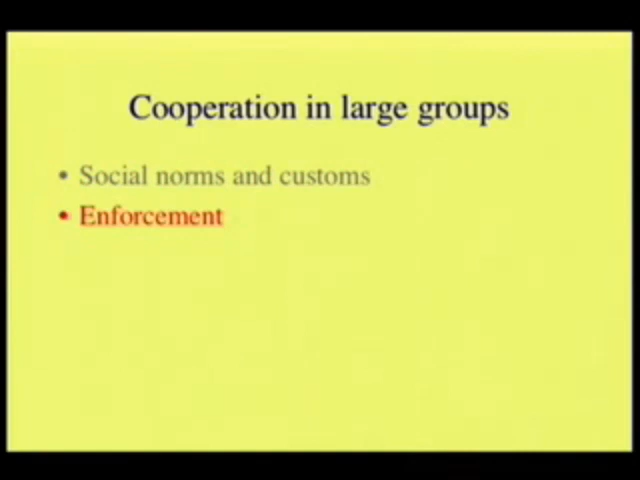 Cooperation in large groups
• Social norms and customs
• Enforcement